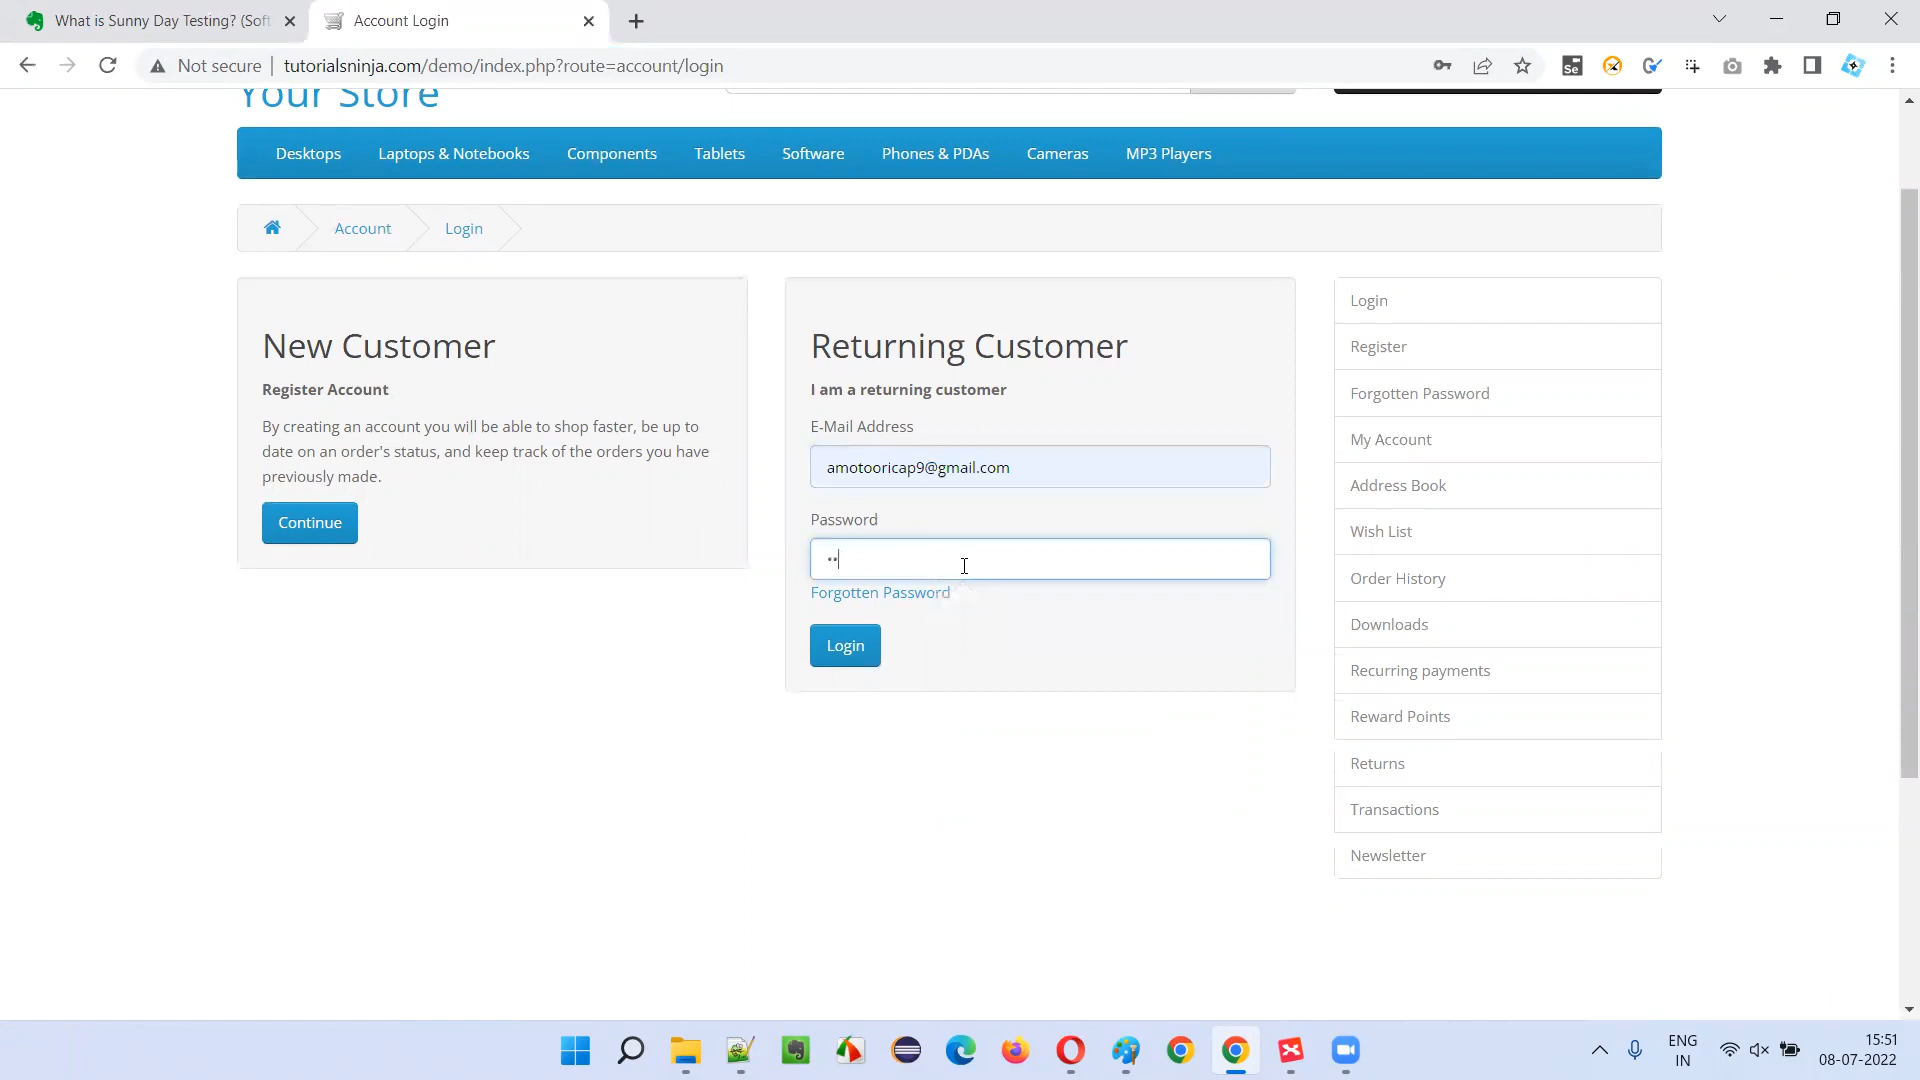 What is Sunny Day Testing? (Sof
Account Login
Not secure
tutorialsninja.com/demo/index.php?route=account/login
Your Store
Desktops
Laptops & Notebooks
Components
Tablets
Software
Phones & PDAs
Cameras
MP3 Players
Account
Login
New Customer
Register Account
By creating an account you will be able to shop faster, be up to
date on an order's status, and keep track of the orders you have
previously made.
Continue
Returning Customer
I am a returning customer
E-Mail Address
amotooricap9@gmail.com
Password
Forgotten Password
Login
Login
Register
Forgotten Password
My Account
Address Book
Wish List
Order History
Downloads
Recurring payments
Reward Points
Returns
Transactions
Newsletter
ENG
IN
15:51
08-07-2022